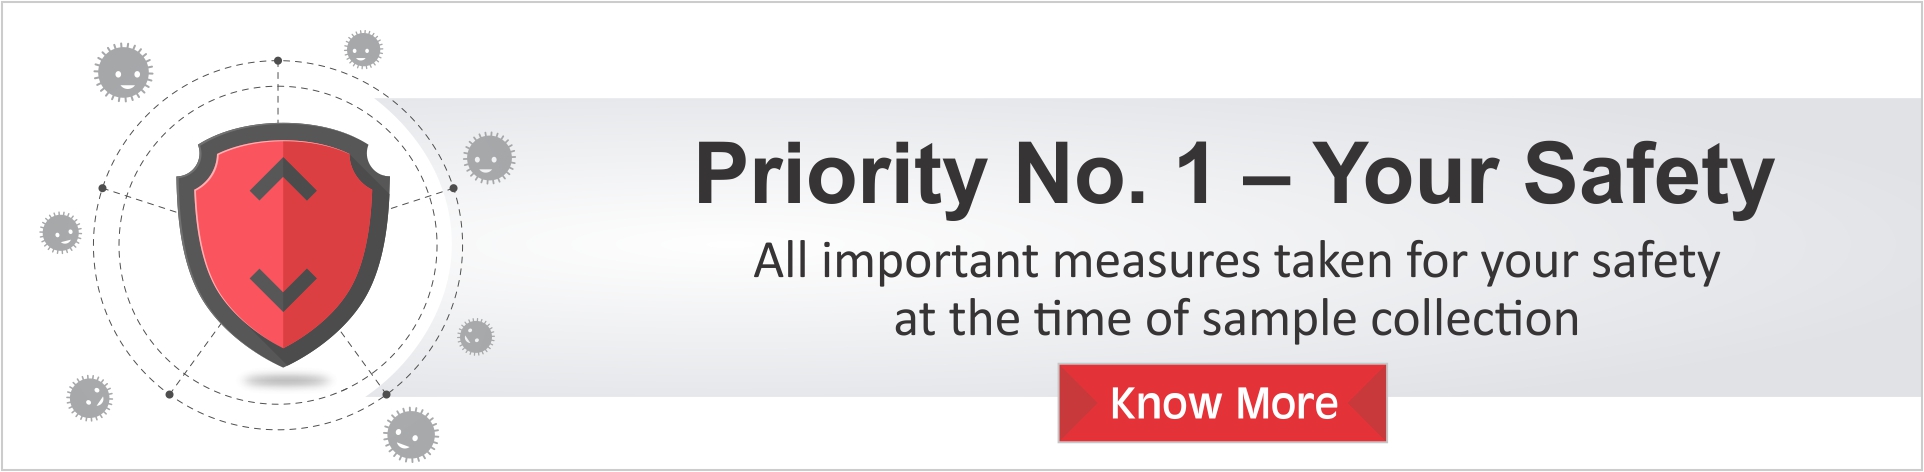 Priority No. 1 – Your Safety
All important measures taken for your safety
at the time of sample collection
Know More